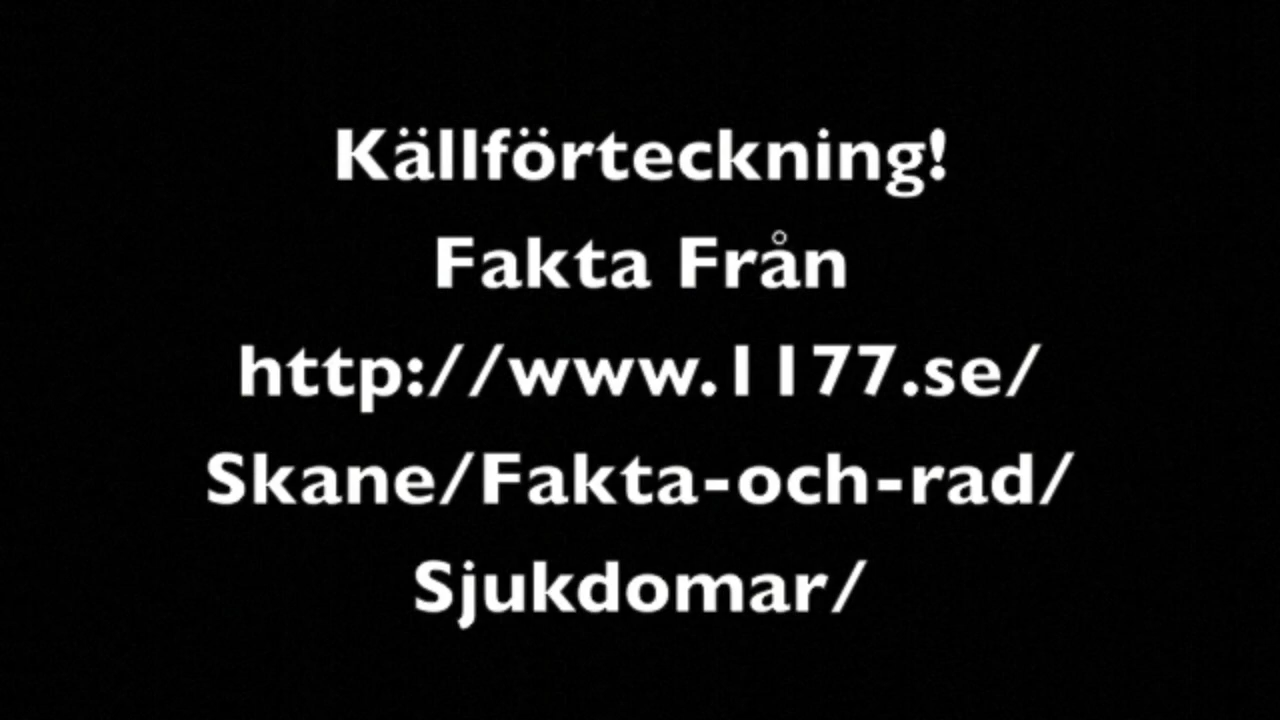 Källförteckning!
Fakta Från
http://www.1177.se/
Skane/Fakta-och-rad/
Sjukdomar/